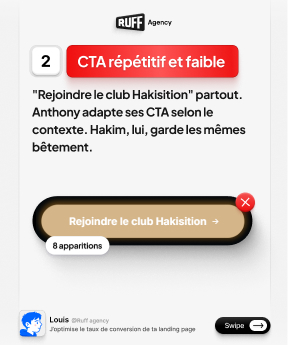 RUFF Agency
2 CTA répétitif et faible
"Rejoindre le club Hakisition" partout.
Anthony adapte ses CTA selon le
contexte. Hakim, lui, garde les mêmes
bêtement.
Rejoindre le club Hakisition →
8 apparitions
Louis @Ruff agency
J'optimise le taux de conversion de ta landing page
Swipe →